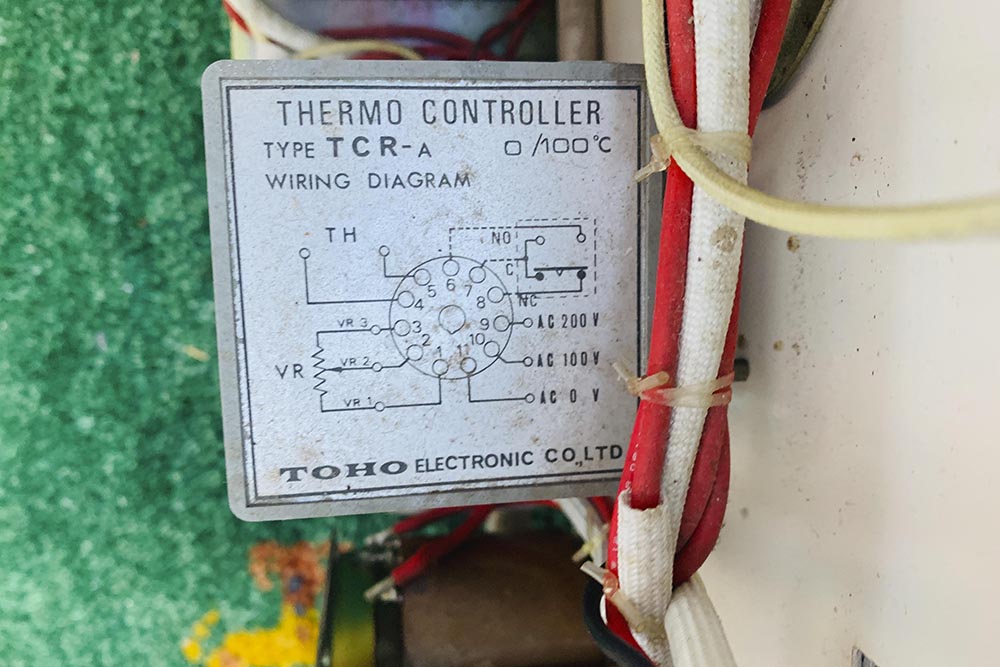 THERMO CONTROLLER
TYPE TCR-A 0/100°C
WIRING DIAGRAM
TH
NO
C
NC
5 6 7
4 8
VR 3 3 9 AC 200 V
VR VR 2 2 10 AC 100 V
VR 1 1 11 AC 0 V
TOHO ELECTRONIC CO.,LTD